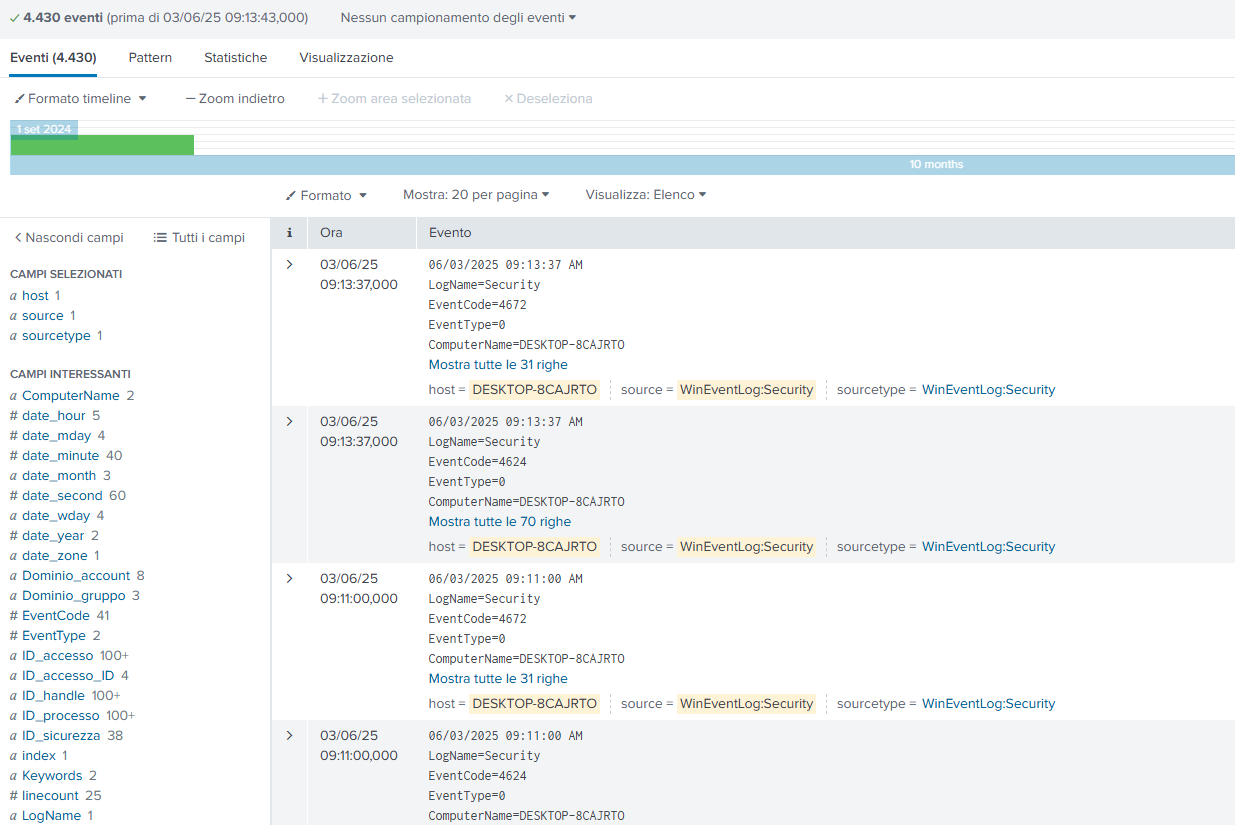 ✓ 4.430 eventi (prima di 03/06/25 09:13:43,000) Nessun campionamento degli eventi
Eventi (4.430) Pattern Statistiche Visualizzazione
Formato timeline — Zoom indietro + Zoom area selezionata × Deseleziona
1 set 2024
10 months
Formato Mostra: 20 per pagina Visualizza: Elenco
< Nascondi campi Tutti i campi
CAMPI SELEZIONATI
a host 1
a source 1
a sourcetype 1
CAMPI INTERESSANTI
a ComputerName 2
# date_hour 5
# date_mday 4
# date_minute 40
a date_month 3
# date_second 60
a date_wday 4
# date_year 2
a date_zone 1
a Dominio_account 8
a Dominio_gruppo 3
# EventCode 41
# EventType 2
a ID_accesso 100+
a ID_accesso_ID 4
a ID_handle 100+
a ID_processo 100+
a ID_sicurezza 38
a index 1
a Keywords 2
# linecount 25
a LogName 1
i Ora Evento
> 03/06/25 09:13:37,000
06/03/2025 09:13:37 AM
LogName=Security
EventCode=4672
EventType=0
ComputerName=DESKTOP-8CAJRTO
Mostra tutte le 31 righe
host = DESKTOP-8CAJRTO source = WinEventLog:Security sourcetype = WinEventLog:Security
> 03/06/25 09:13:37,000
06/03/2025 09:13:37 AM
LogName=Security
EventCode=4624
EventType=0
ComputerName=DESKTOP-8CAJRTO
Mostra tutte le 70 righe
host = DESKTOP-8CAJRTO source = WinEventLog:Security sourcetype = WinEventLog:Security
> 03/06/25 09:11:00,000
06/03/2025 09:11:00 AM
LogName=Security
EventCode=4672
EventType=0
ComputerName=DESKTOP-8CAJRTO
Mostra tutte le 31 righe
host = DESKTOP-8CAJRTO source = WinEventLog:Security sourcetype = WinEventLog:Security
> 03/06/25 09:11:00,000
06/03/2025 09:11:00 AM
LogName=Security
EventCode=4624
EventType=0
ComputerName=DESKTOP-8CAJRTO